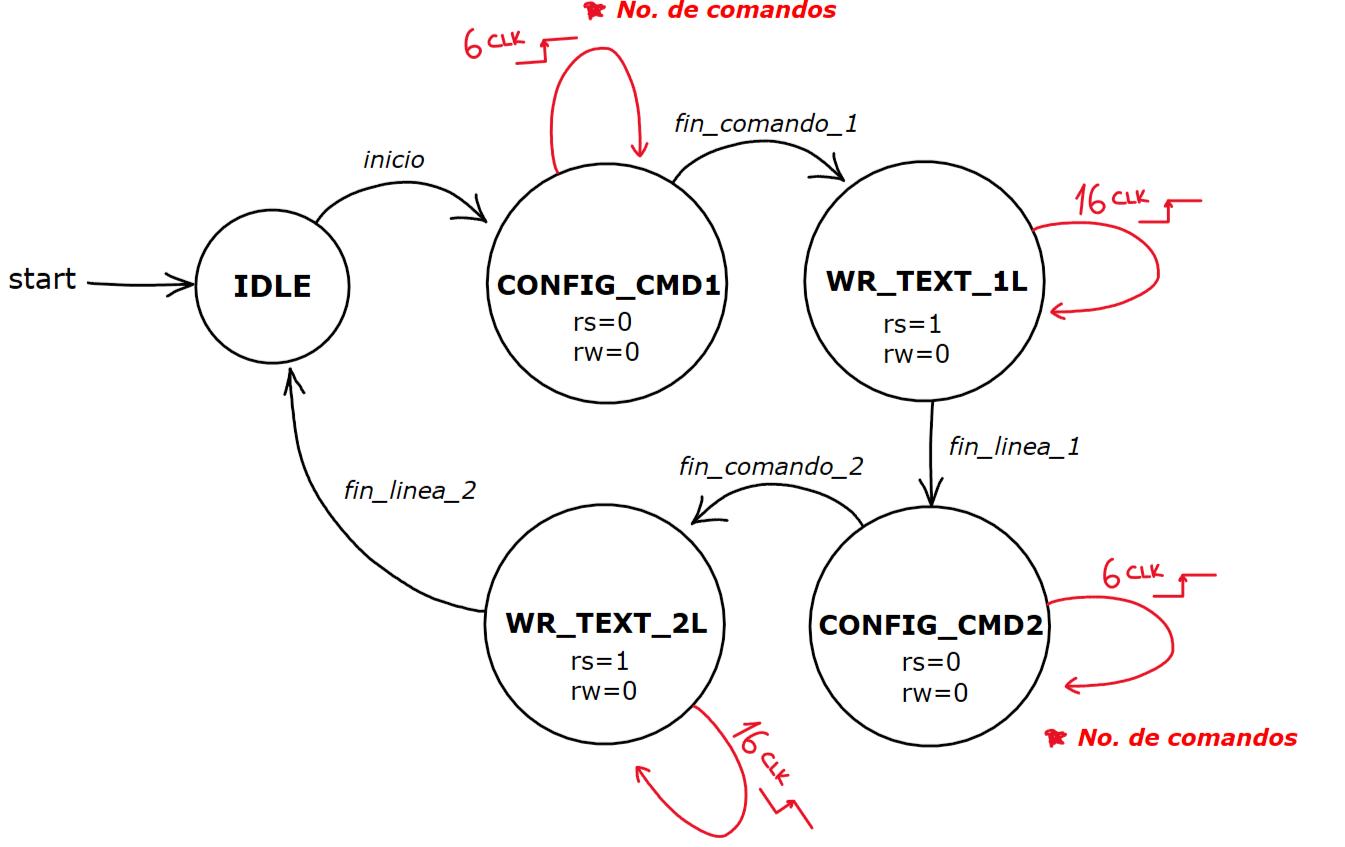 No. de comandos
6 CLK
fin_comando_1
inicio
16 CLK
start
IDLE
CONFIG_CMD1
rs=0
rw=0
WR_TEXT_1L
rs=1
rw=0
fin_linea_1
fin_comando_2
fin_linea_2
6 CLK
WR_TEXT_2L
rs=1
rw=0
CONFIG_CMD2
rs=0
rw=0
16 CLK
No. de comandos